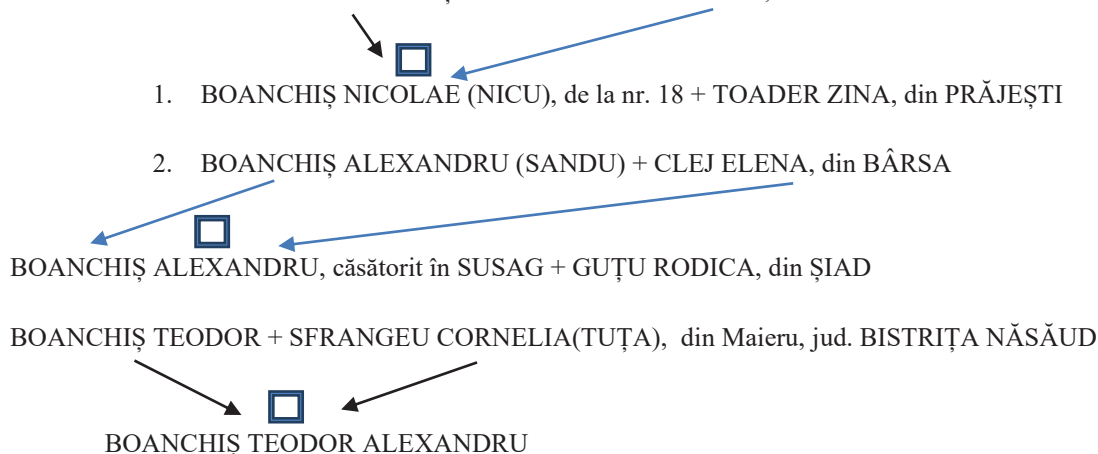 1. BOANCHIȘ NICOLAE (NICU), de la nr. 18 + TOADER ZINA, din PRĂJEȘTI
2. BOANCHIȘ ALEXANDRU (SANDU) + CLEJ ELENA, din BÂRSA
BOANCHIȘ ALEXANDRU, căsătorit în SUSAG + GUȚU RODICA, din ȘIAD
BOANCHIȘ TEODOR + SFRANGEU CORNELIA(TUȚA), din Maieru, jud. BISTRIȚA NĂSĂUD
BOANCHIȘ TEODOR ALEXANDRU